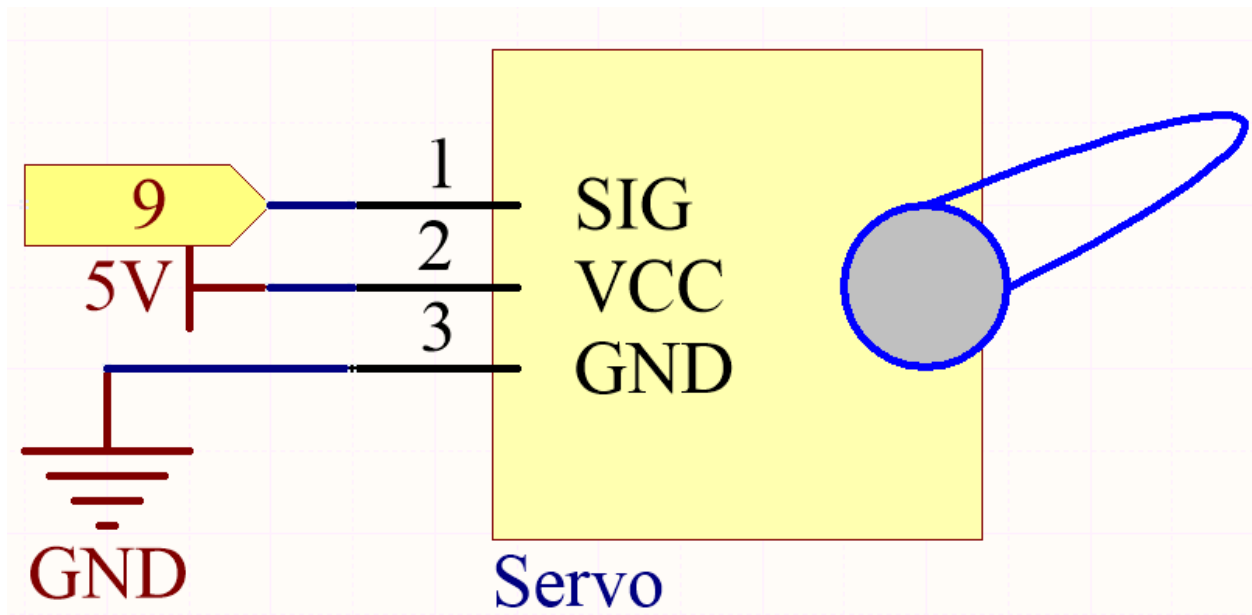 1
9 SIG
2
5V VCC
3
GND
GND
Servo